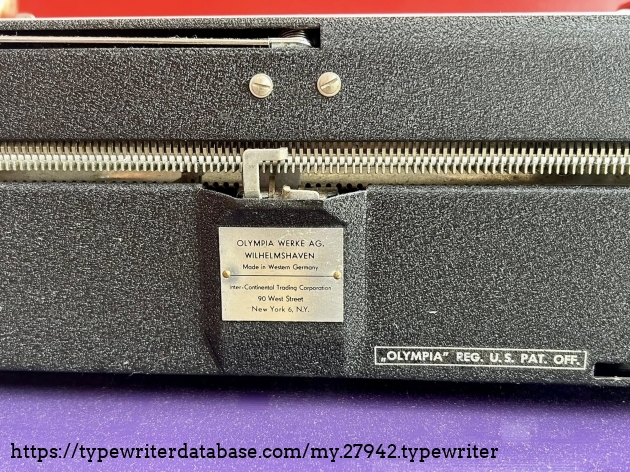 OLYMPIA WERKE AG.
WILHELMSHAVEN
Made in Western Germany
Inter-Continental Trading Corporation
90 West Street
New York 6, N.Y.
„OLYMPIA" REG. U.S. PAT. OFF.
https://typewriterdatabase.com/my.27942.typewriter